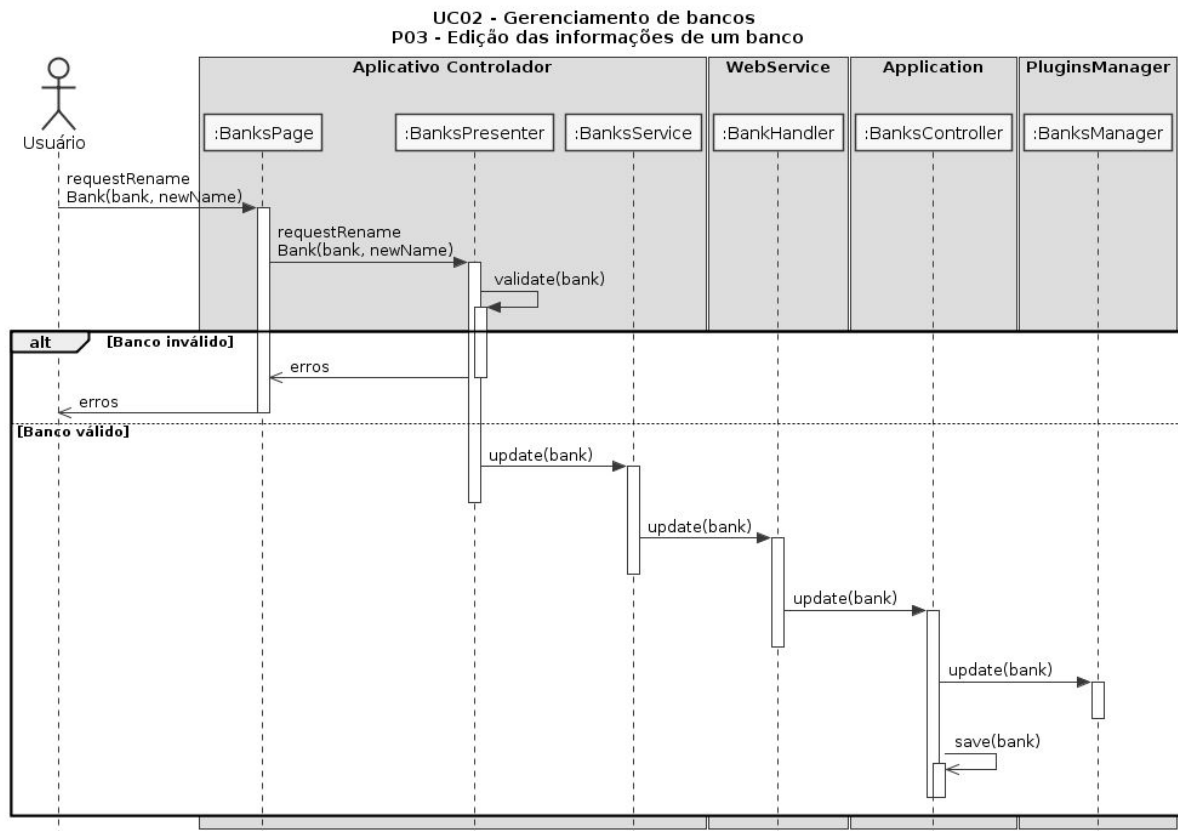 UC02 - Gerenciamento de bancos
P03 - Edição das informações de um banco
Aplicativo Controlador
WebService
Application
PluginsManager
Usuário
:BanksPage
:BanksPresenter
:BanksService
:BankHandler
:BanksController
:BanksManager
requestRename
Bank(bank, newName)
requestRename
Bank(bank, newName)
validate(bank)
alt
[Banco inválido]
erros
erros
[Banco válido]
update(bank)
update(bank)
update(bank)
update(bank)
save(bank)